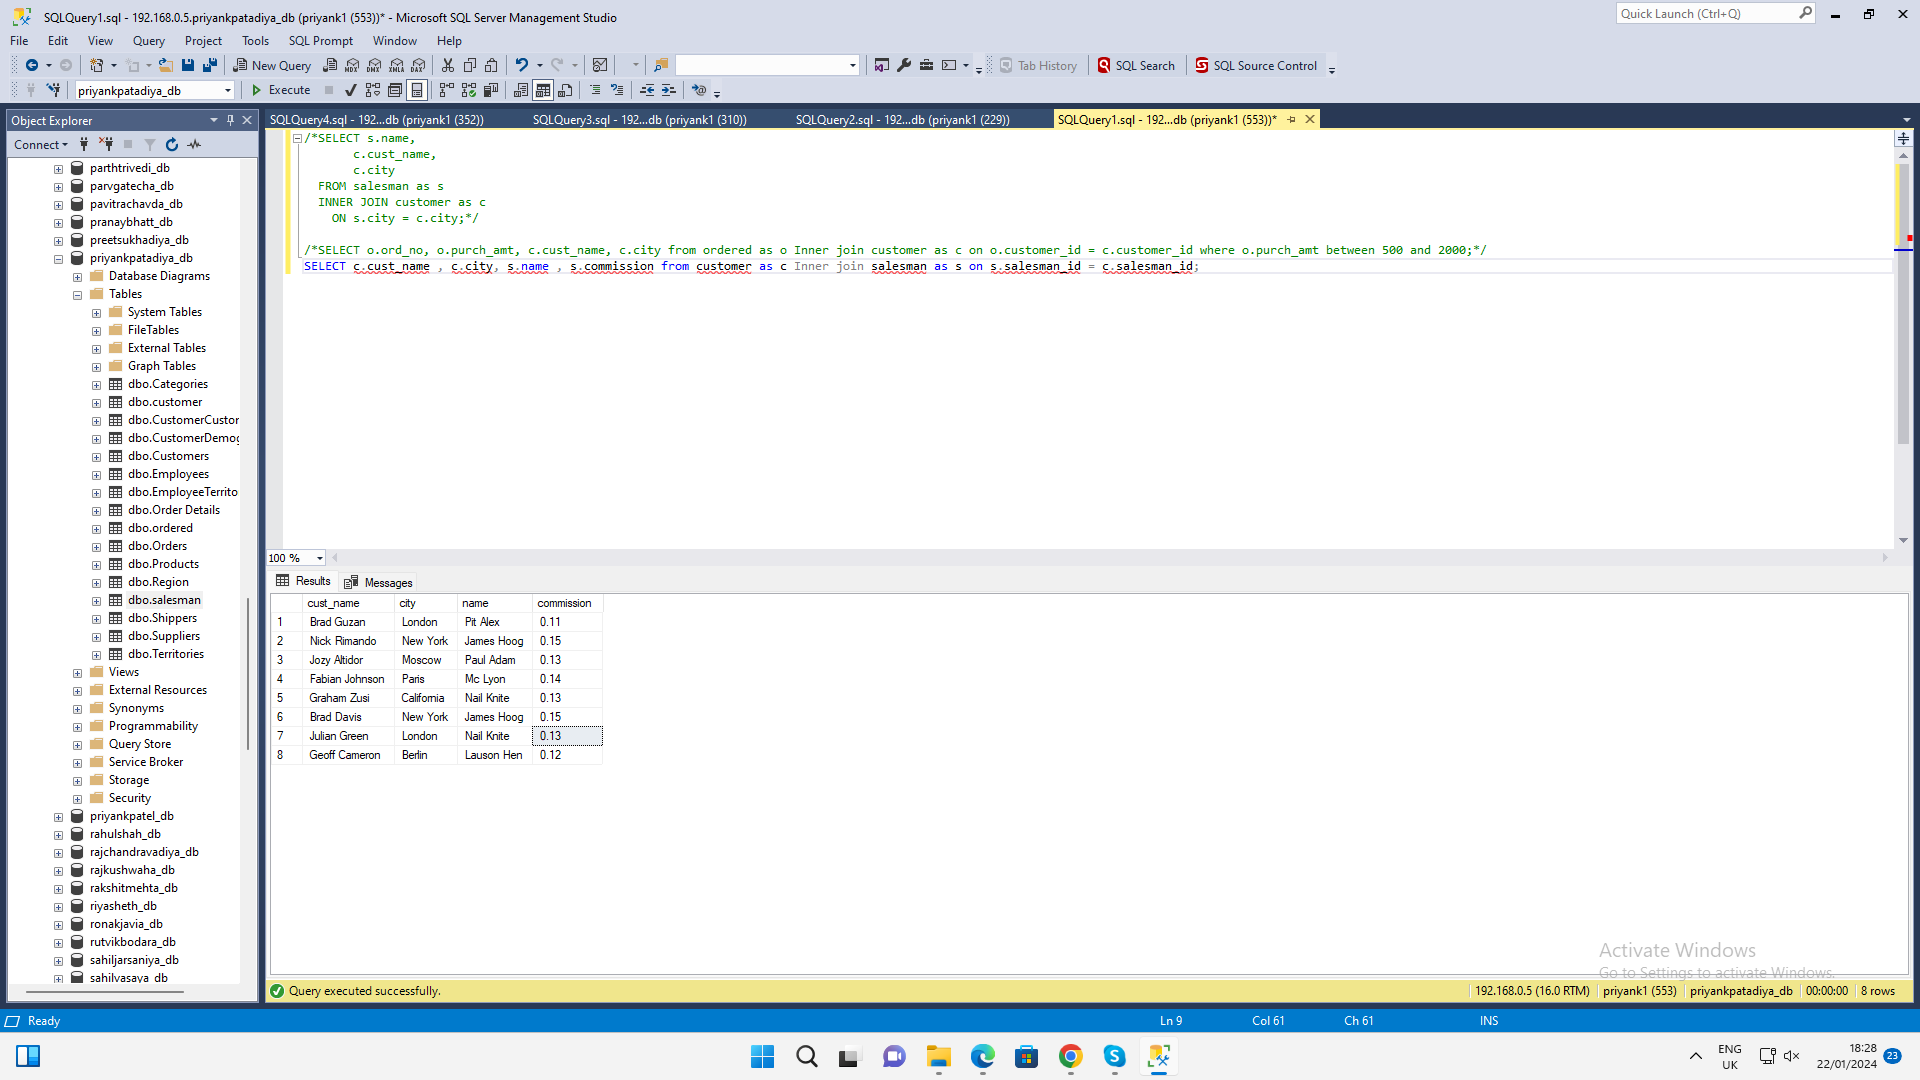 SQLQuery1.sql - 192.168.0.5.priyankpatadiya_db (priyank1 (553))* - Microsoft SQL Server Management Studio
Quick Launch (Ctrl+Q)
File Edit View Query Project Tools SQL Prompt Window Help
New Query MDX DMX XMLA DAX Tab History SQL Search SQL Source Control
priyankpatadiya_db Execute
Object Explorer
SQLQuery4.sql - 192...db (priyank1 (352)) SQLQuery3.sql - 192...db (priyank1 (310)) SQLQuery2.sql - 192...db (priyank1 (229)) SQLQuery1.sql - 192...db (priyank1 (553))*
Connect
parthtrivedi_db
parvgatecha_db
pavitrachavda_db
pranaybhatt_db
preetsukhadiya_db
priyankpatadiya_db
Database Diagrams
Tables
System Tables
FileTables
External Tables
Graph Tables
dbo.Categories
dbo.customer
dbo.CustomerCustor
dbo.CustomerDemog
dbo.Customers
dbo.Employees
dbo.EmployeeTerrito
dbo.Order Details
dbo.ordered
dbo.Orders
dbo.Products
dbo.Region
dbo.salesman
dbo.Shippers
dbo.Suppliers
dbo.Territories
Views
External Resources
Synonyms
Programmability
Query Store
Service Broker
Storage
Security
priyankpatel_db
rahulshah_db
rajchandravadiya_db
rajkushwaha_db
rakshitmehta_db
riyasheth_db
ronakjavia_db
rutvikbodara_db
sahiljarsaniya_db
sahilvasaya_db
/*SELECT s.name,
c.cust_name,
c.city
FROM salesman as s
INNER JOIN customer as c
ON s.city = c.city;*/
/*SELECT o.ord_no, o.purch_amt, c.cust_name, c.city from ordered as o Inner join customer as c on o.customer_id = c.customer_id where o.purch_amt between 500 and 2000;*/
SELECT c.cust_name , c.city, s.name , s.commission from customer as c Inner join salesman as s on s.salesman_id = c.salesman_id;
100 %
Results Messages
cust_name city name commission
1 Brad Guzan London Pit Alex 0.11
2 Nick Rimando New York James Hoog 0.15
3 Jozy Altidor Moscow Paul Adam 0.13
4 Fabian Johnson Paris Mc Lyon 0.14
5 Graham Zusi California Nail Knite 0.13
6 Brad Davis New York James Hoog 0.15
7 Julian Green London Nail Knite 0.13
8 Geoff Cameron Berlin Lauson Hen 0.12
Activate Windows
Go to Settings to activate Windows.
Query executed successfully. 192.168.0.5 (16.0 RTM) priyank1 (553) priyankpatadiya_db 00:00:00 8 rows
Ready Ln 9 Col 61 Ch 61 INS
ENG
UK
18:28
22/01/2024
23